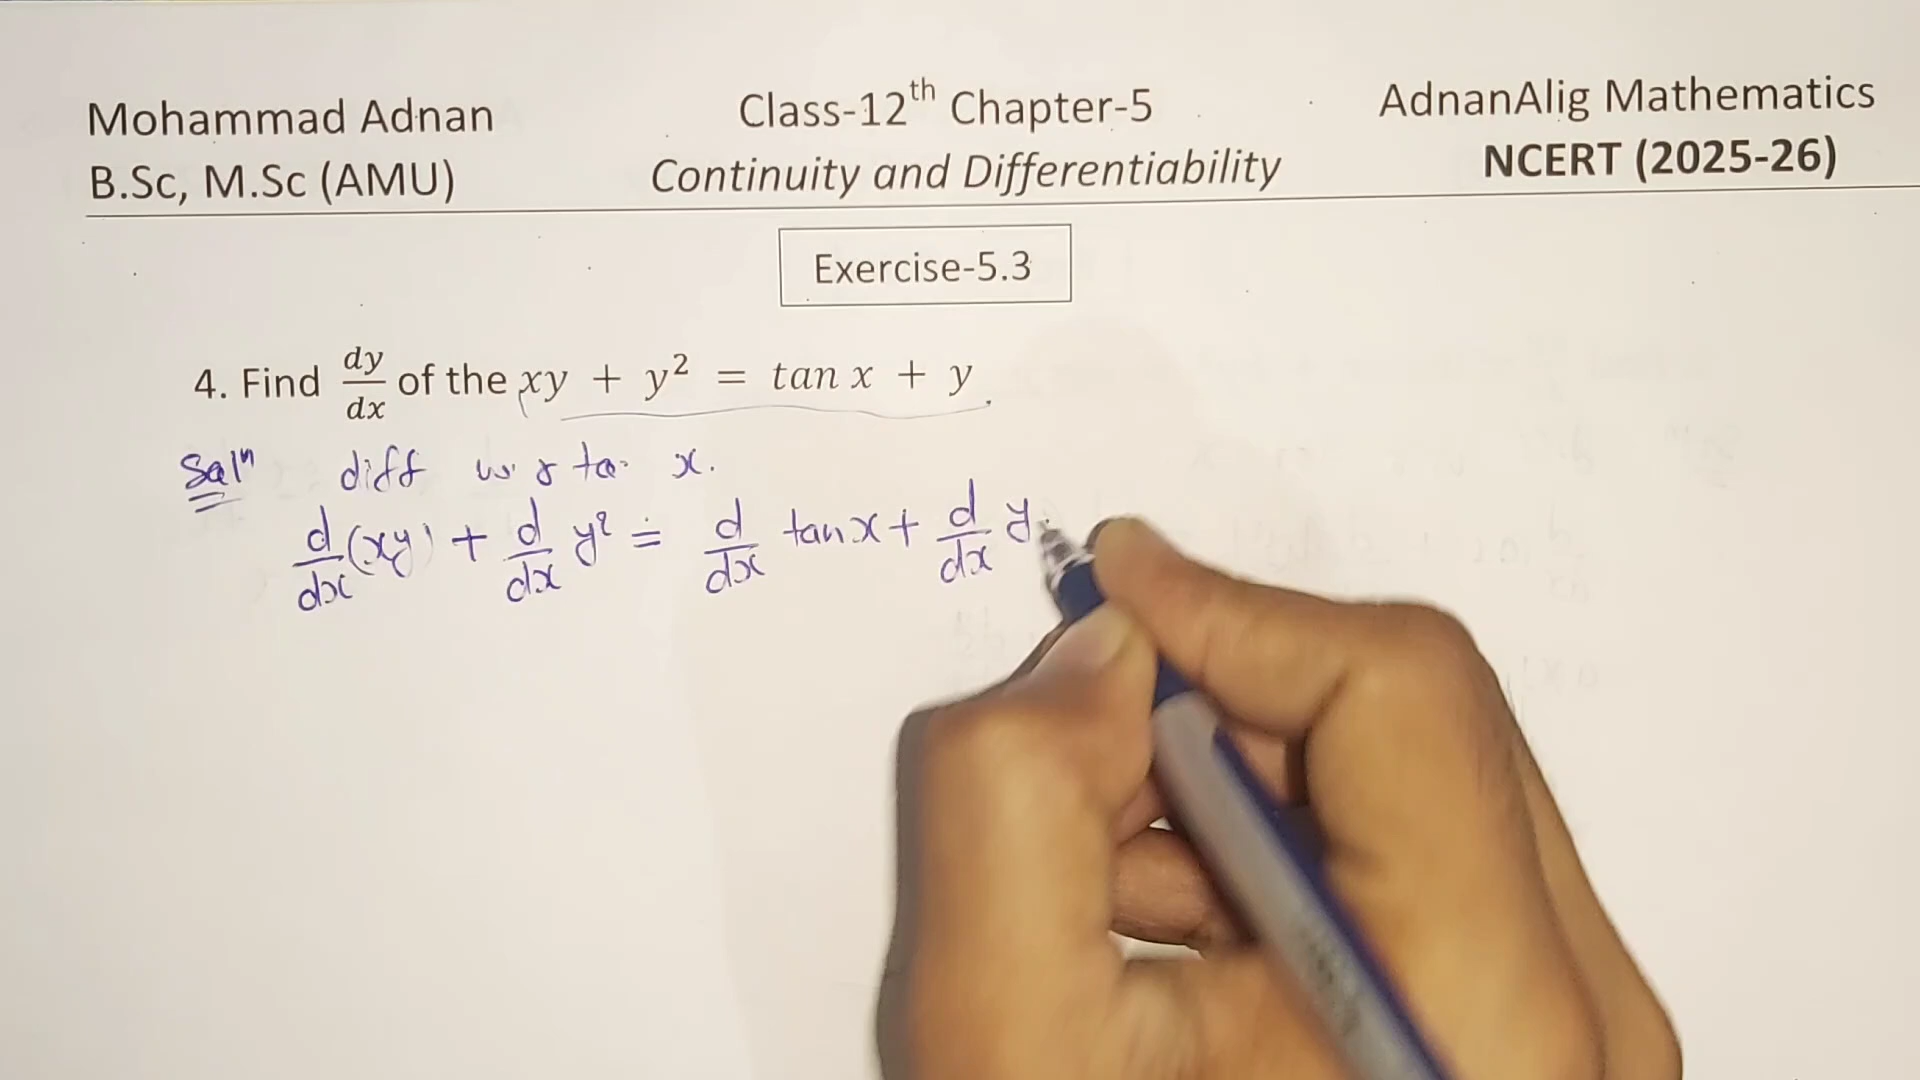 Mohammad Adnan
B.Sc, M.Sc (AMU)
Class-12th Chapter-5
Continuity and Differentiability
AdnanAlig Mathematics
NCERT (2025-26)
Exercise-5.3
4. Find dy/dx of the xy + y² = tan x + y
Solⁿ diff w r to x.
d/dx (xy) + d/dx y² = d/dx tan x + d/dx y